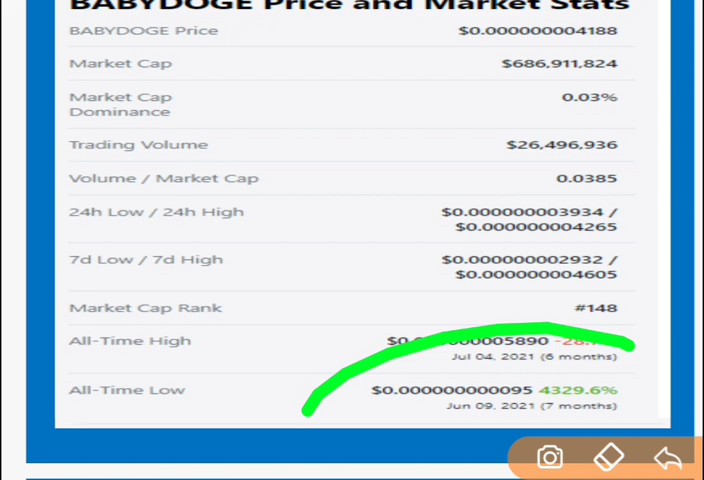 BABYDOGE Price and Market Stats
BABYDOGE Price $0.000000004188
Market Cap $686,911,824
Market Cap
Dominance 0.03%
Trading Volume $26,496,936
Volume / Market Cap 0.0385
24h Low / 24h High $0.000000003934 /
$0.000000004265
7d Low / 7d High $0.000000002932 /
$0.000000004605
Market Cap Rank #148
All-Time High
Jul 04, 2021 (6 months)
All-Time Low $0.000000000095 4329.6%
Jun 09, 2021 (7 months)